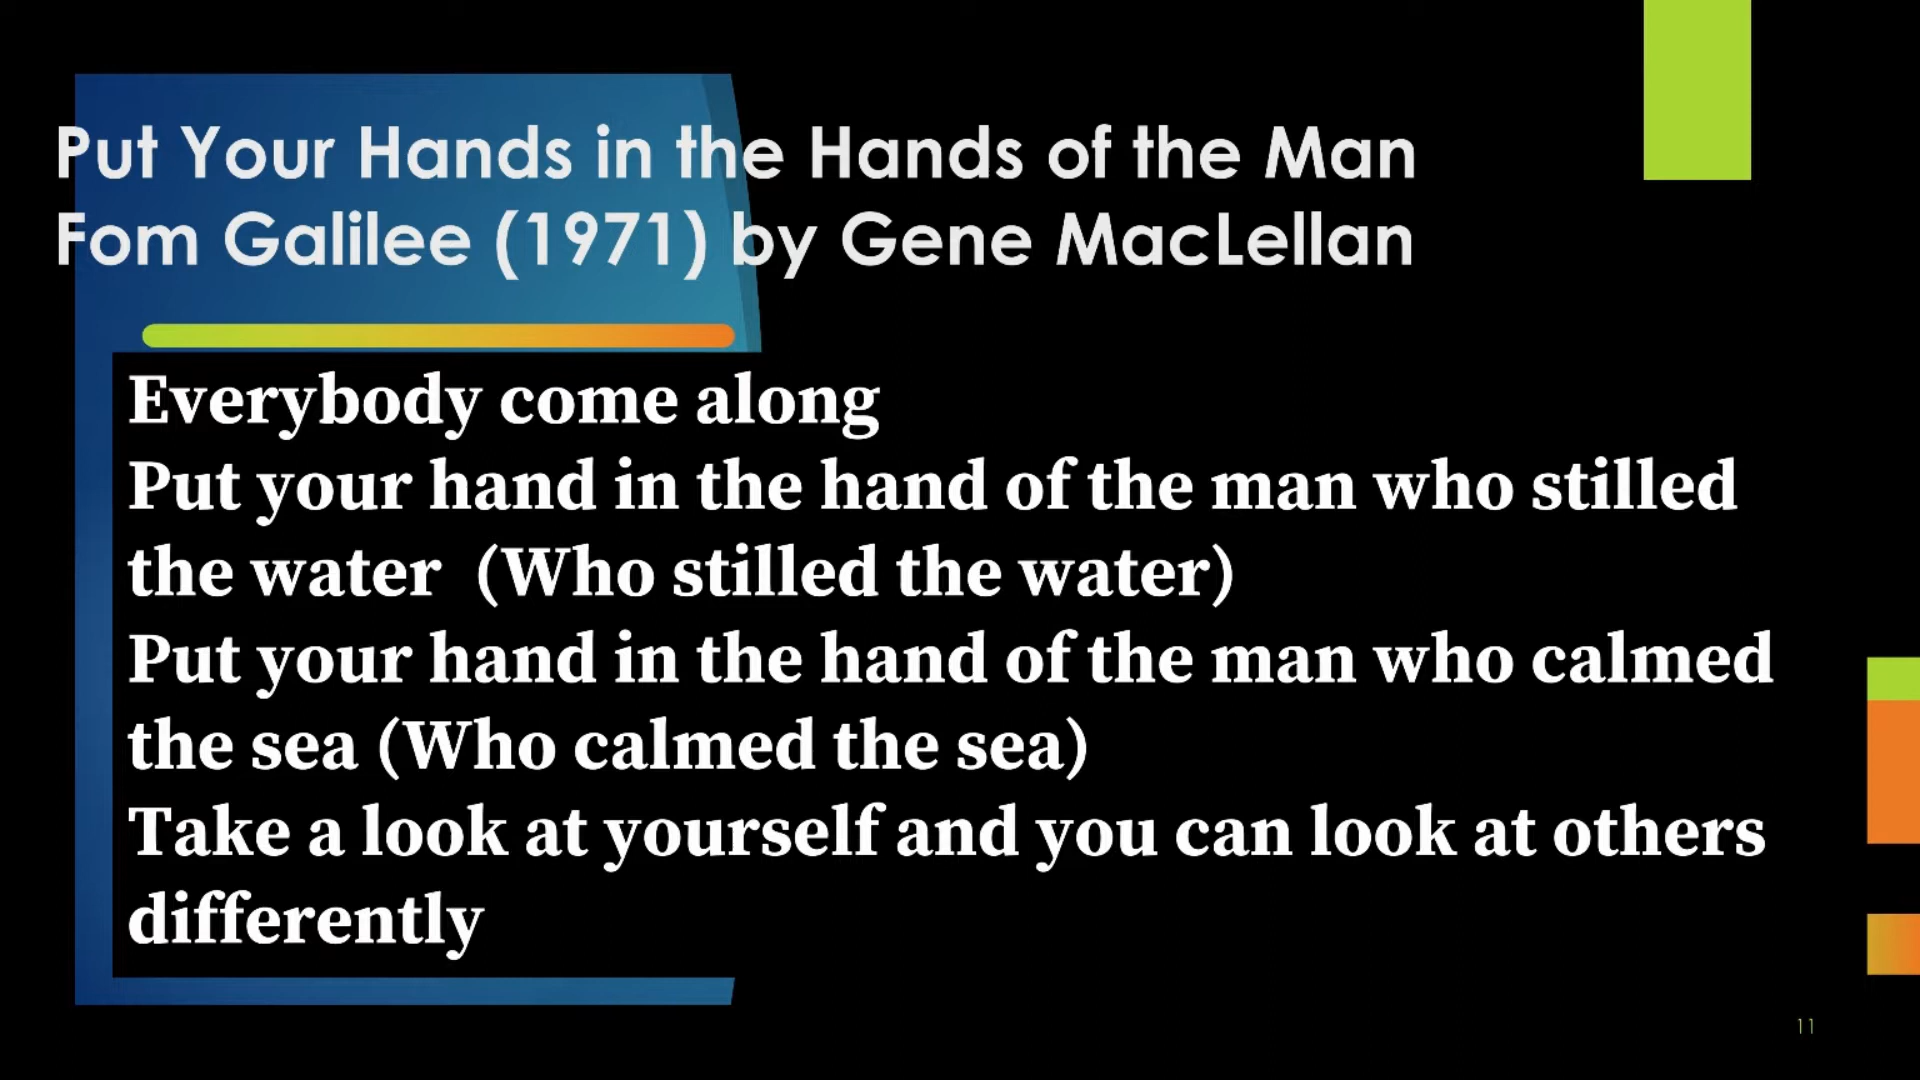 Put Your Hands in the Hands of the Man
Fom Galilee (1971) by Gene MacLellan
Everybody come along
Put your hand in the hand of the man who stilled
the water  (Who stilled the water)
Put your hand in the hand of the man who calmed
the sea (Who calmed the sea)
Take a look at yourself and you can look at others
differently
11